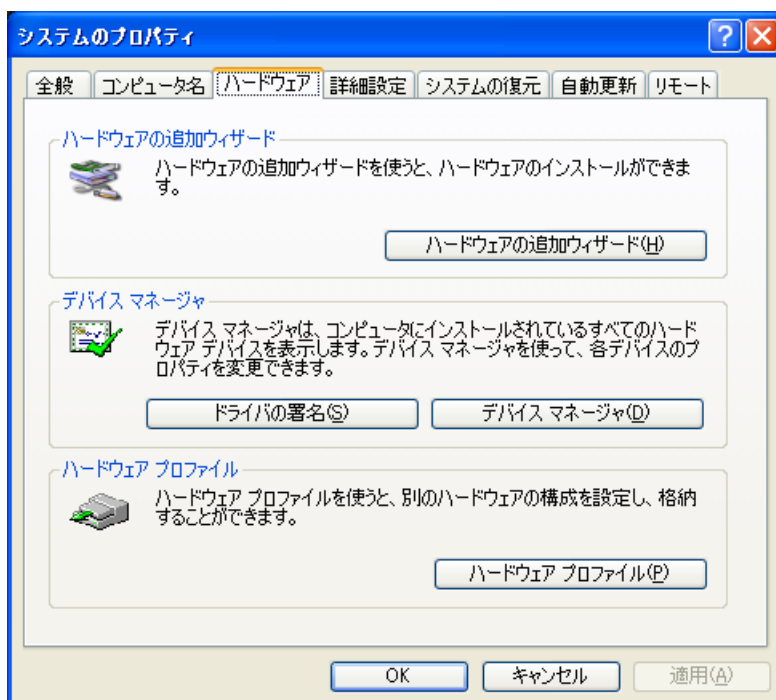 システムのプロパティ
全般 コンピュータ名 ハードウェア 詳細設定 システムの復元 自動更新 リモート
ハードウェアの追加ウィザード
ハードウェアの追加ウィザードを使うと、ハードウェアのインストールができま
す。
ハードウェアの追加ウィザード(H)
デバイス マネージャ
デバイス マネージャは、コンピュータにインストールされているすべてのハード
ウェア デバイスを表示します。デバイス マネージャを使って、各デバイスのプ
ロパティを変更できます。
ドライバの署名(S) デバイス マネージャ(D)
ハードウェア プロファイル
ハードウェア プロファイルを使うと、別のハードウェアの構成を設定し、格納
することができます。
ハードウェア プロファイル(P)
OK キャンセル 適用(A)